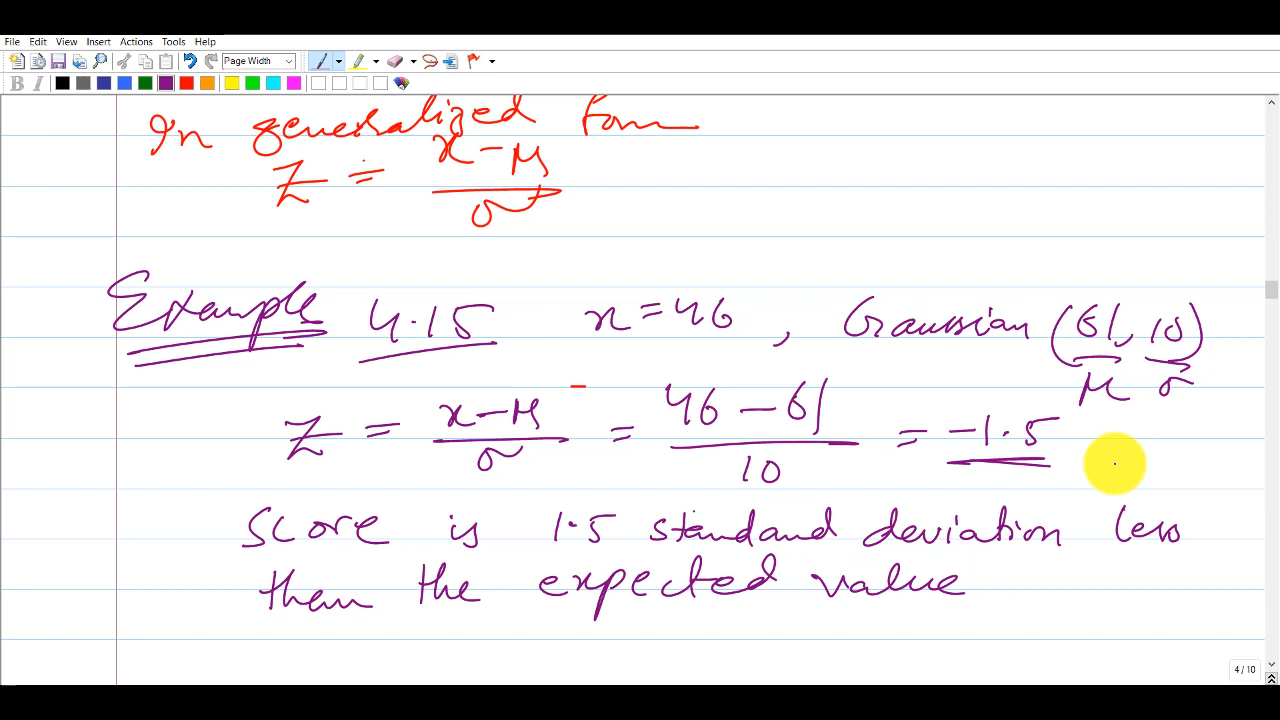 File Edit View Insert Actions Tools Help
Page Width
B I
In generalized form
Z = x - μ
σ
Example 4.15 x = 46 , Gaussian (61, 10)
μ σ
Z = x - μ = 46 - 61 = -1.5
σ 10
Score is 1.5 standard deviation less
then the expected value
4 / 10